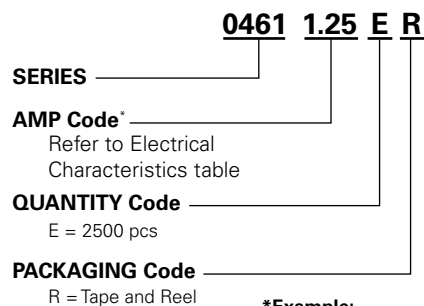 0461 1.25 E R
SERIES
AMP Code*
Refer to Electrical
Characteristics table
QUANTITY Code
E = 2500 pcs
PACKAGING Code
R = Tape and Reel
*Example: